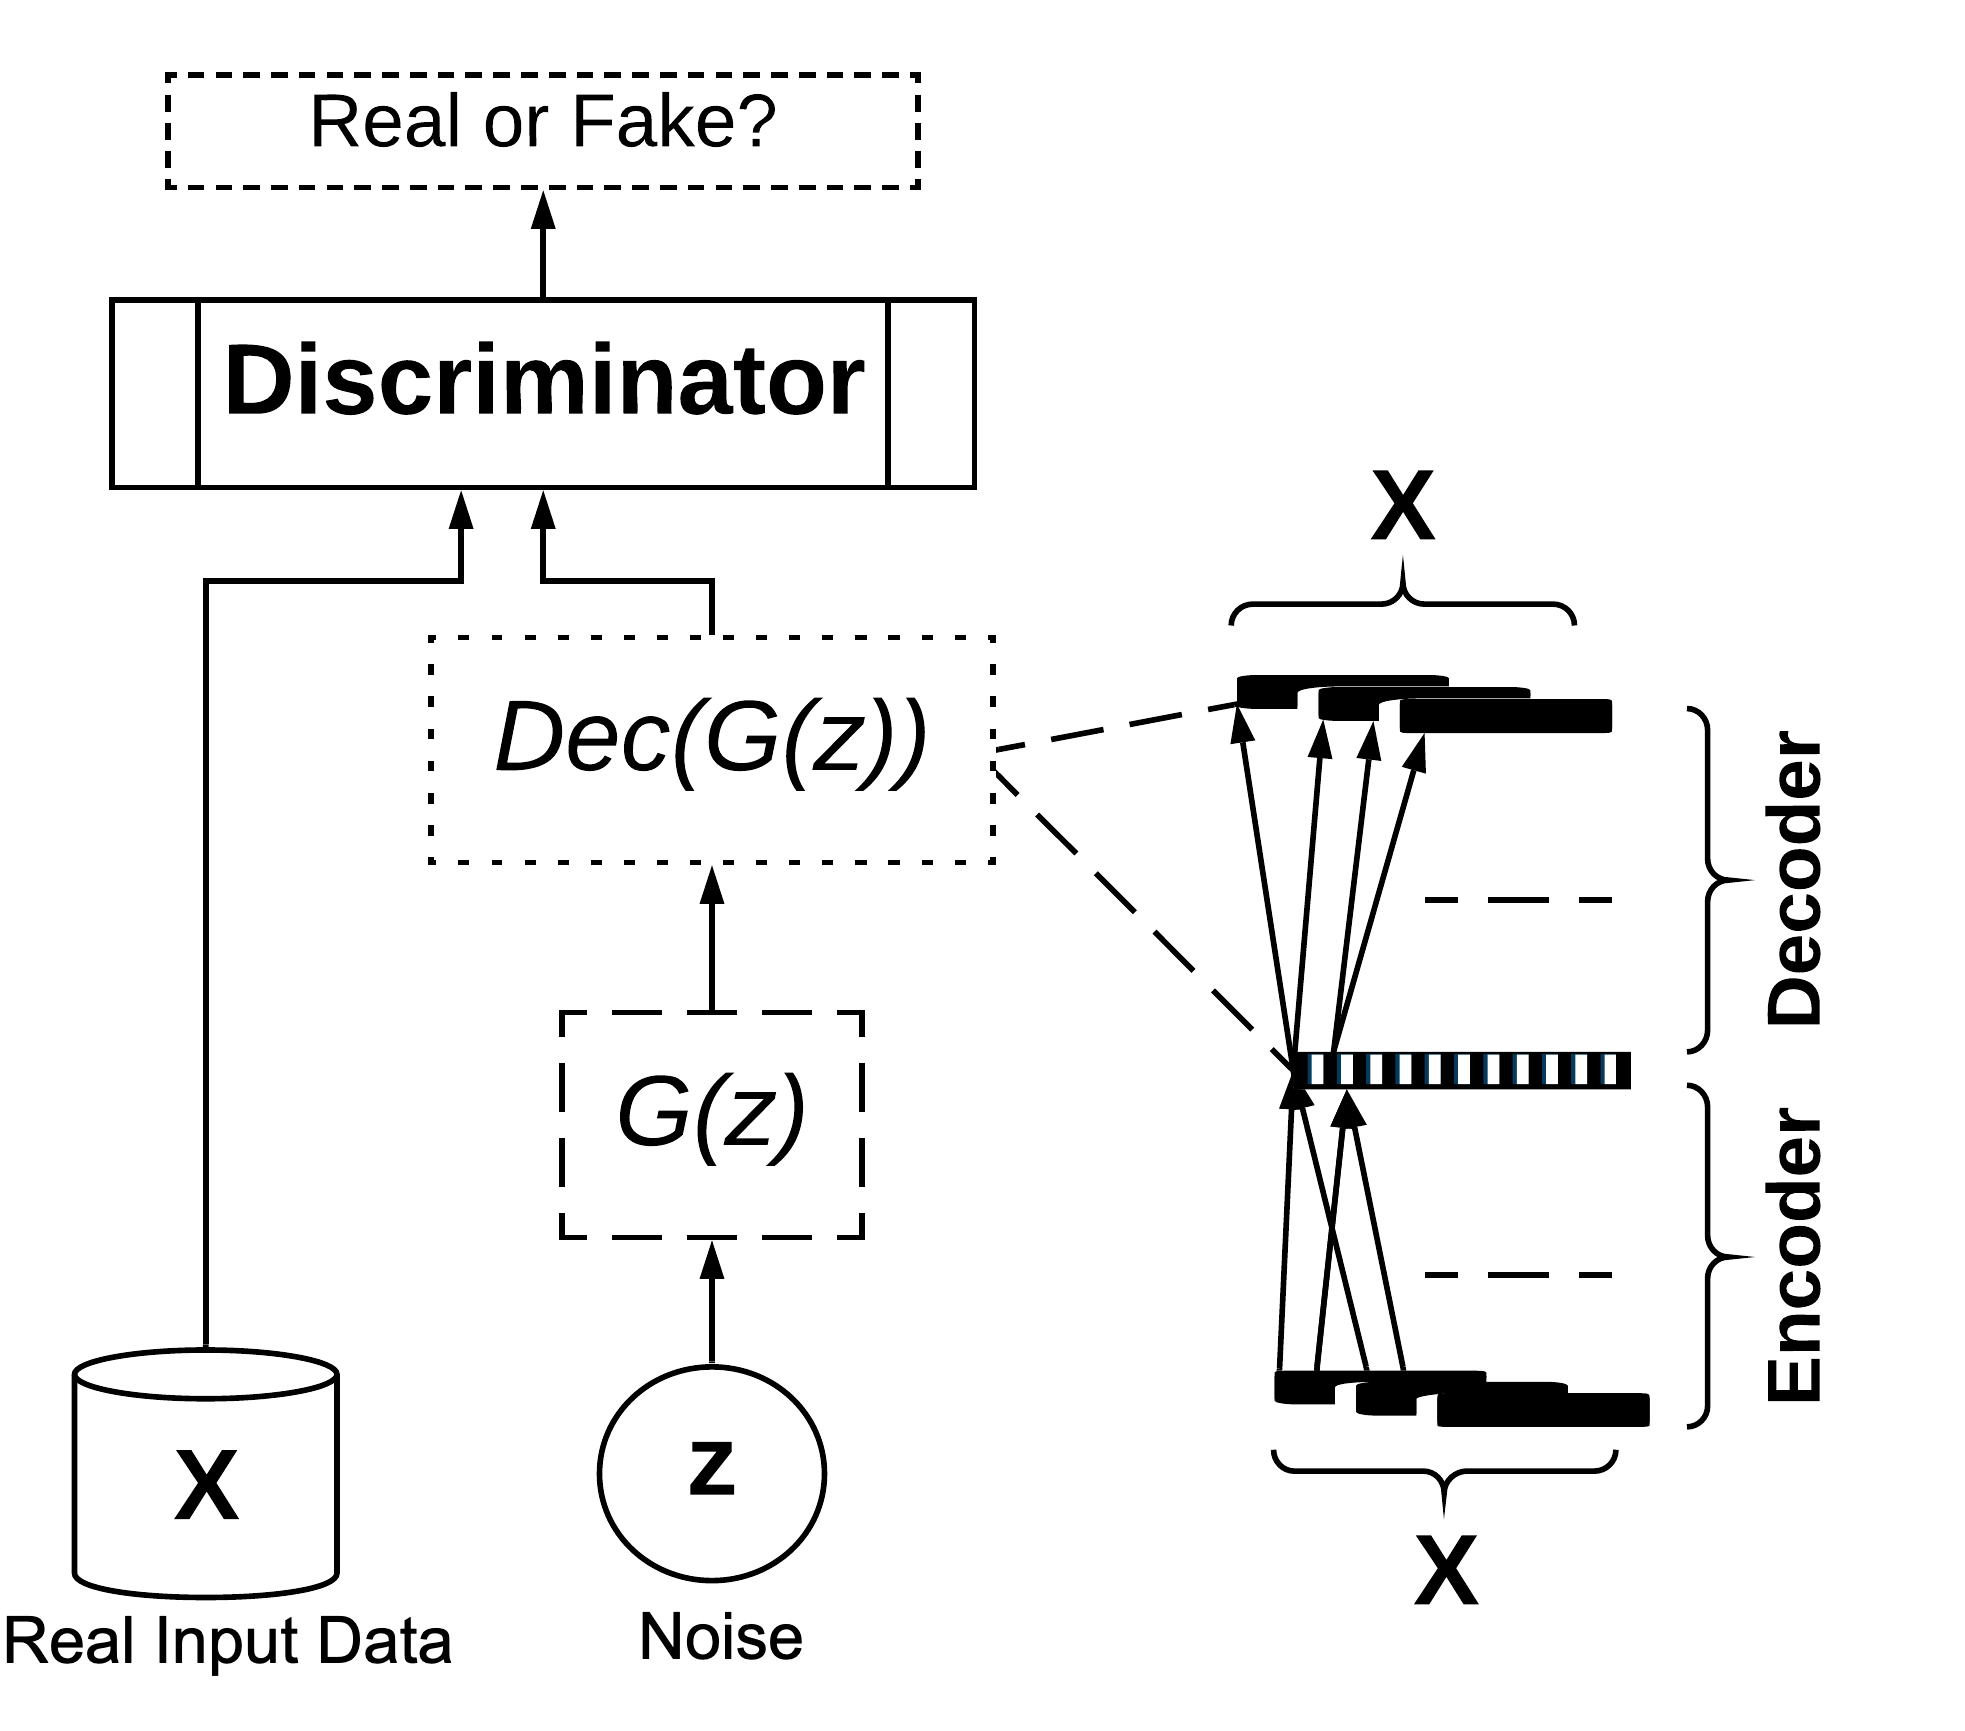 Real or Fake?
Discriminator
Dec(G(z))
G(z)
X
Real Input Data
z
Noise
X
Decoder
Encoder
X